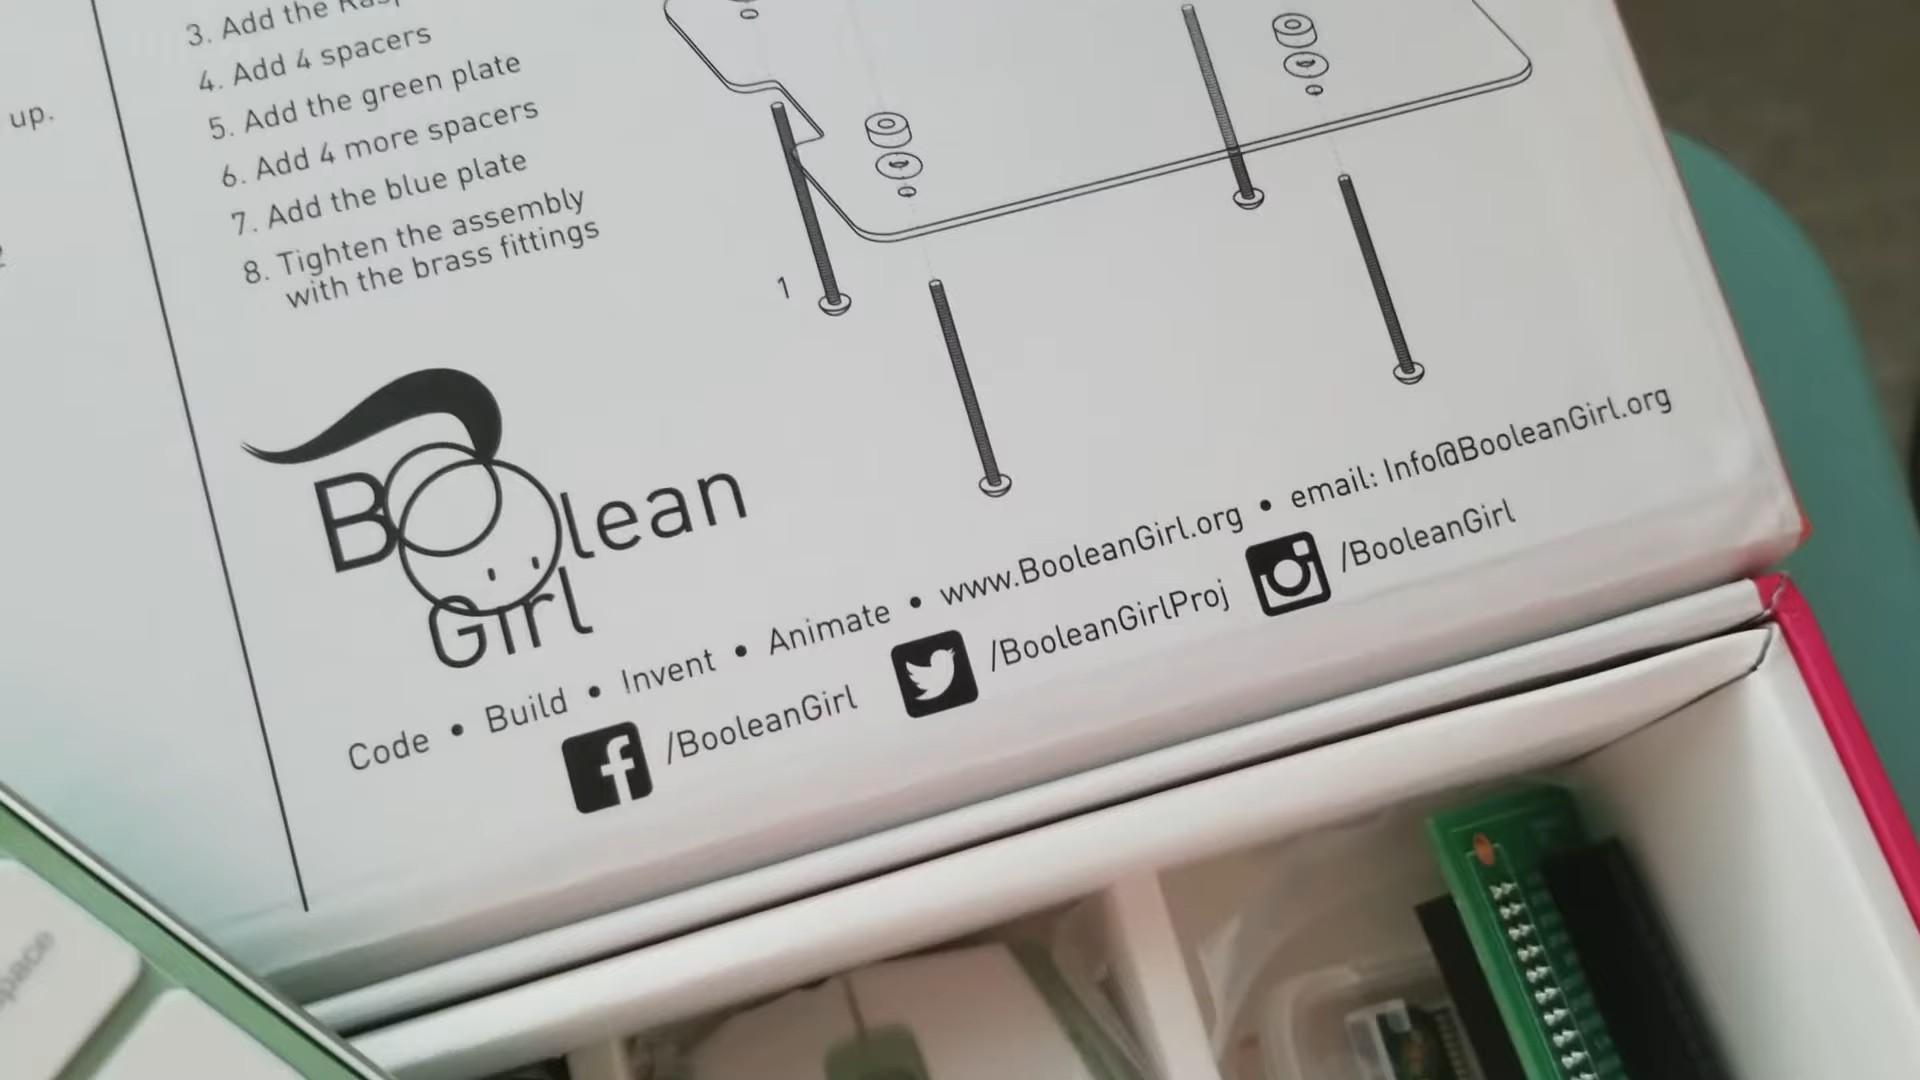 up.
3. Add the
4. Add 4 spacers
5. Add the green plate
6. Add 4 more spacers
7. Add the blue plate
8. Tighten the assembly
with the brass fittings
1
Boolean
Girl
Code • Build • Invent • Animate • www.BooleanGirl.org • email: Info@BooleanGirl.org
/BooleanGirl /BooleanGirlProj /BooleanGirl